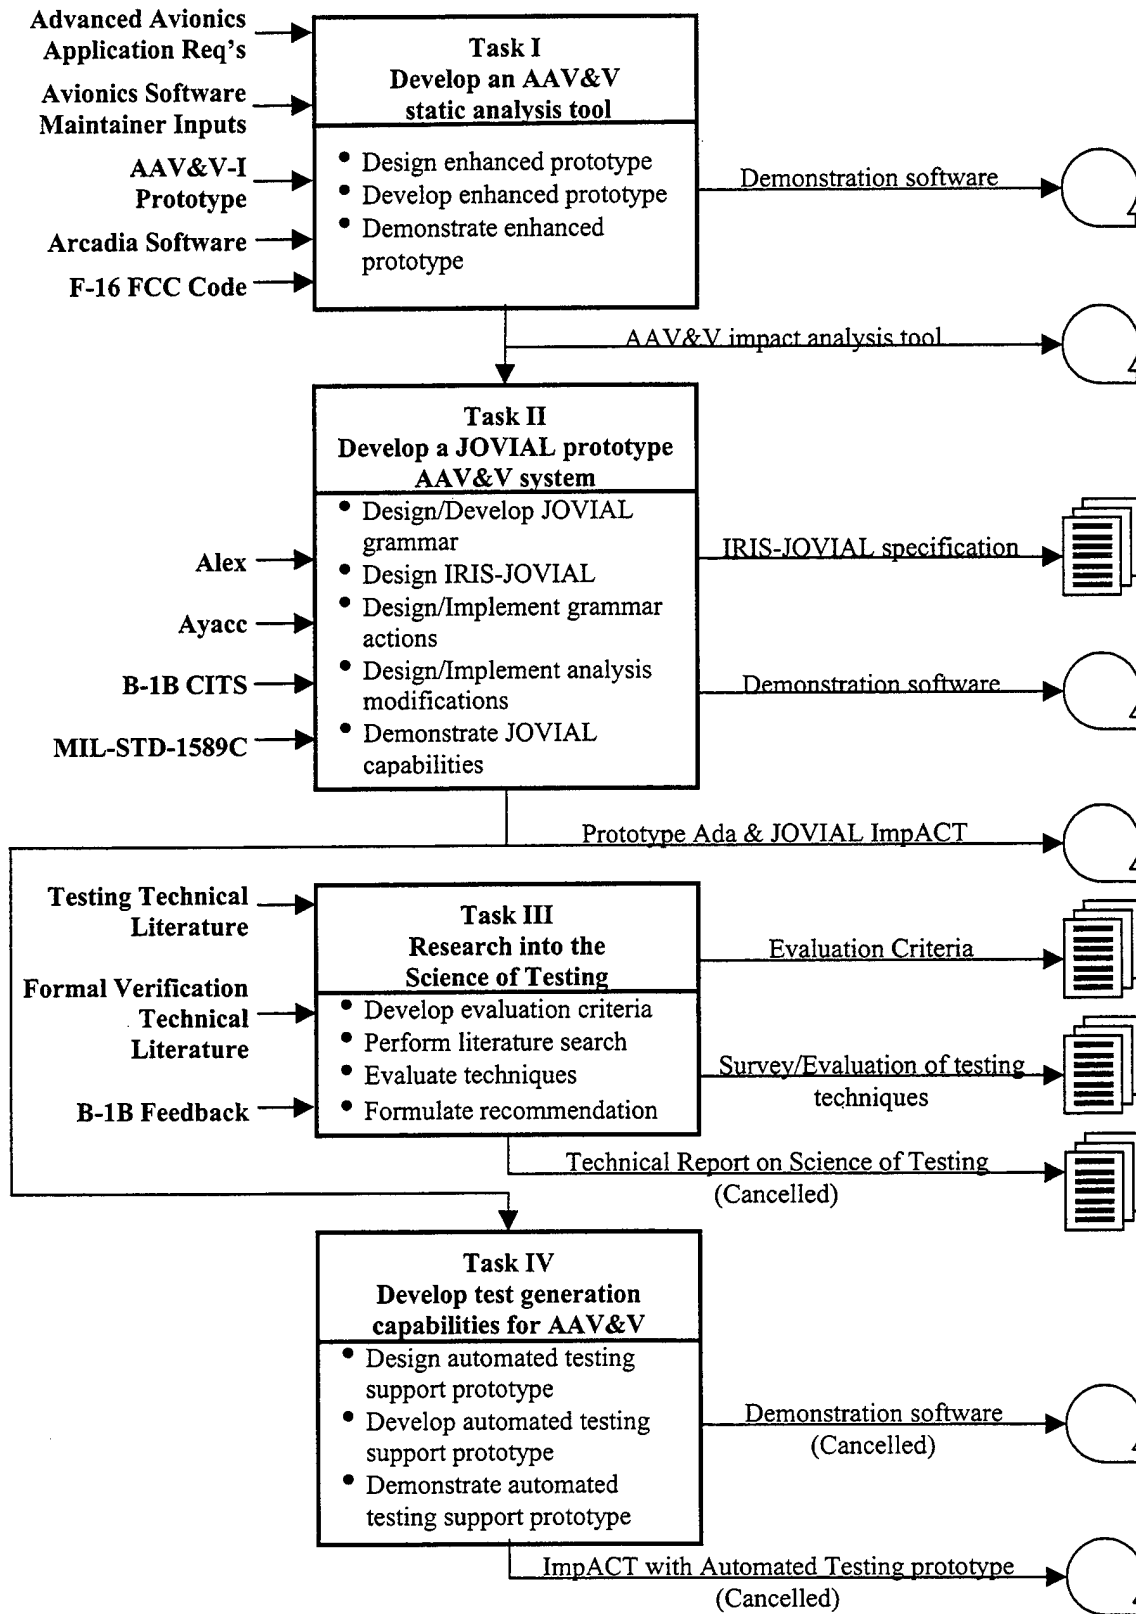 Advanced Avionics
Application Req's
Avionics Software
Maintainer Inputs
AAV&V-I
Prototype
Arcadia Software
F-16 FCC Code
Task I
Develop an AAV&V
static analysis tool
• Design enhanced prototype
• Develop enhanced prototype
• Demonstrate enhanced
prototype
Demonstration software
AAV&V impact analysis tool
Task II
Develop a JOVIAL prototype
AAV&V system
Alex
Ayacc
B-1B CITS
MIL-STD-1589C
• Design/Develop JOVIAL
grammar
• Design IRIS-JOVIAL
• Design/Implement grammar
actions
• Design/Implement analysis
modifications
• Demonstrate JOVIAL
capabilities
IRIS-JOVIAL specification
Demonstration software
Prototype Ada & JOVIAL ImpACT
Testing Technical
Literature
Formal Verification
Technical
Literature
B-1B Feedback
Task III
Research into the
Science of Testing
• Develop evaluation criteria
• Perform literature search
• Evaluate techniques
• Formulate recommendation
Evaluation Criteria
Survey/Evaluation of testing
techniques
Technical Report on Science of Testing
(Cancelled)
Task IV
Develop test generation
capabilities for AAV&V
• Design automated testing
support prototype
• Develop automated testing
support prototype
• Demonstrate automated
testing support prototype
Demonstration software
(Cancelled)
ImpACT with Automated Testing prototype
(Cancelled)